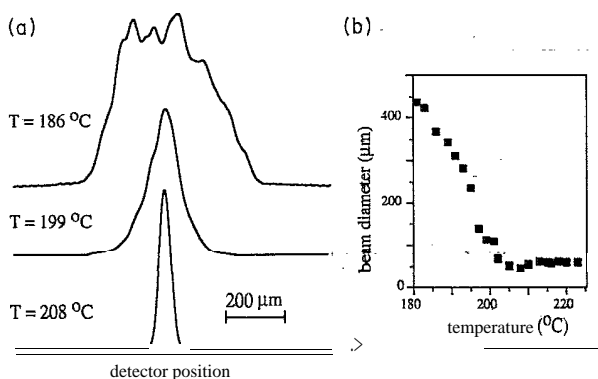 (a)
T = 186 °C
T = 199 °C
T = 208 °C
200 µm
detector position
(b)
beam diameter (µm)
400
200
0
180 200 220
temperature (°C)